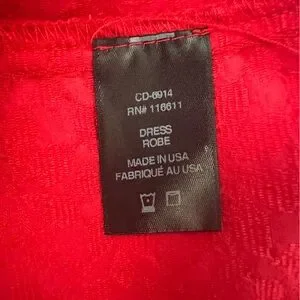 CD-6914
RN# 116611
DRESS
ROBE
MADE IN USA
FABRIQUÉ AU USA